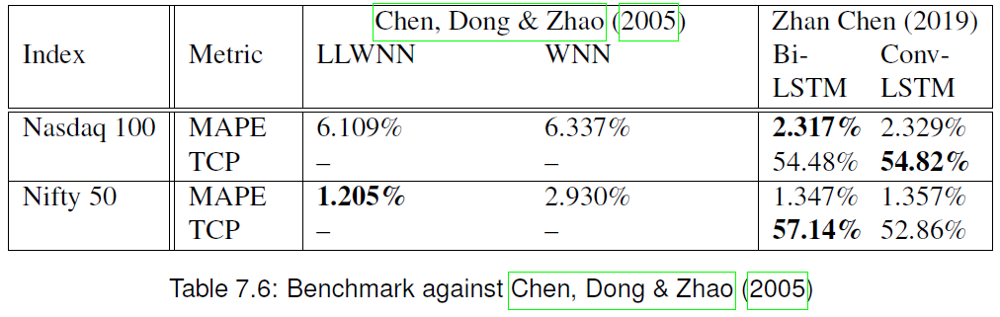 Chen, Dong & Zhao (2005) Zhan Chen (2019)
Index Metric LLWNN WNN Bi- Conv-
LSTM LSTM
Nasdaq 100 MAPE 6.109% 6.337% 2.317% 2.329%
TCP – – 54.48% 54.82%
Nifty 50 MAPE 1.205% 2.930% 1.347% 1.357%
TCP – – 57.14% 52.86%
Table 7.6: Benchmark against Chen, Dong & Zhao (2005)